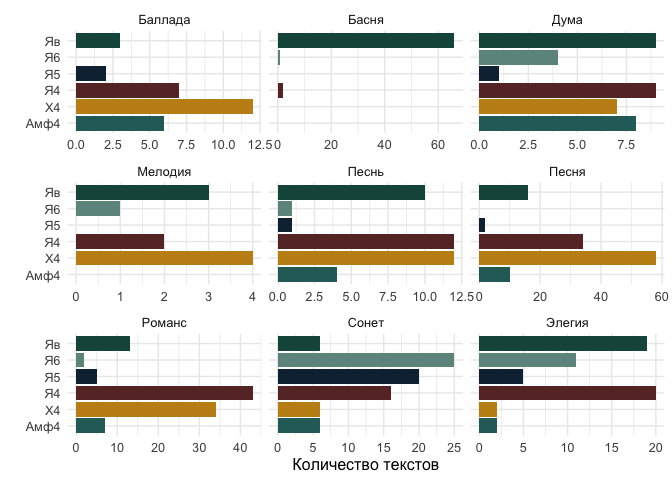 Баллада Басня Дума
Яв
Я6
Я5
Я4
Х4
Амф4
0.0 2.5 5.0 7.5 10.0 12.5 0 20 40 60 0.0 2.5 5.0 7.5
Мелодия Песнь Песня
Яв
Я6
Я5
Я4
Х4
Амф4
0 1 2 3 4 0.0 2.5 5.0 7.5 10.0 12.5 0 20 40 60
Романс Сонет Элегия
Яв
Я6
Я5
Я4
Х4
Амф4
0 10 20 30 40 0 5 10 15 20 25 0 5 10 15 20
Количество текстов